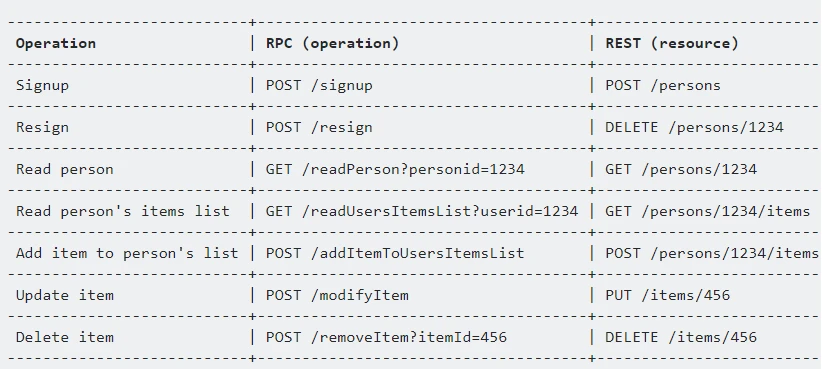 Operation | RPC (operation) | REST (resource)
Signup | POST /signup | POST /persons
Resign | POST /resign | DELETE /persons/1234
Read person | GET /readPerson?personid=1234 | GET /persons/1234
Read person's items list | GET /readUsersItemsList?userid=1234 | GET /persons/1234/items
Add item to person's list | POST /addItemToUsersItemsList | POST /persons/1234/items
Update item | POST /modifyItem | PUT /items/456
Delete item | POST /removeItem?itemId=456 | DELETE /items/456